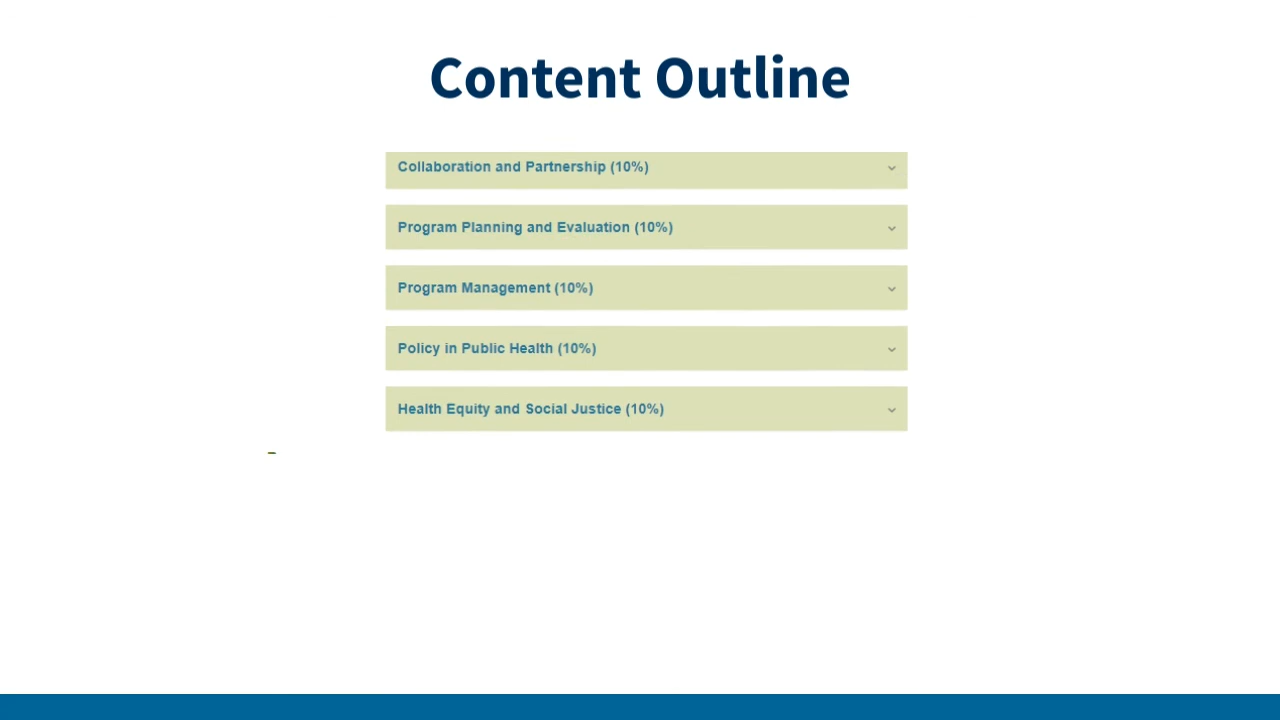 Content Outline
Collaboration and Partnership (10%)
Program Planning and Evaluation (10%)
Program Management (10%)
Policy in Public Health (10%)
Health Equity and Social Justice (10%)